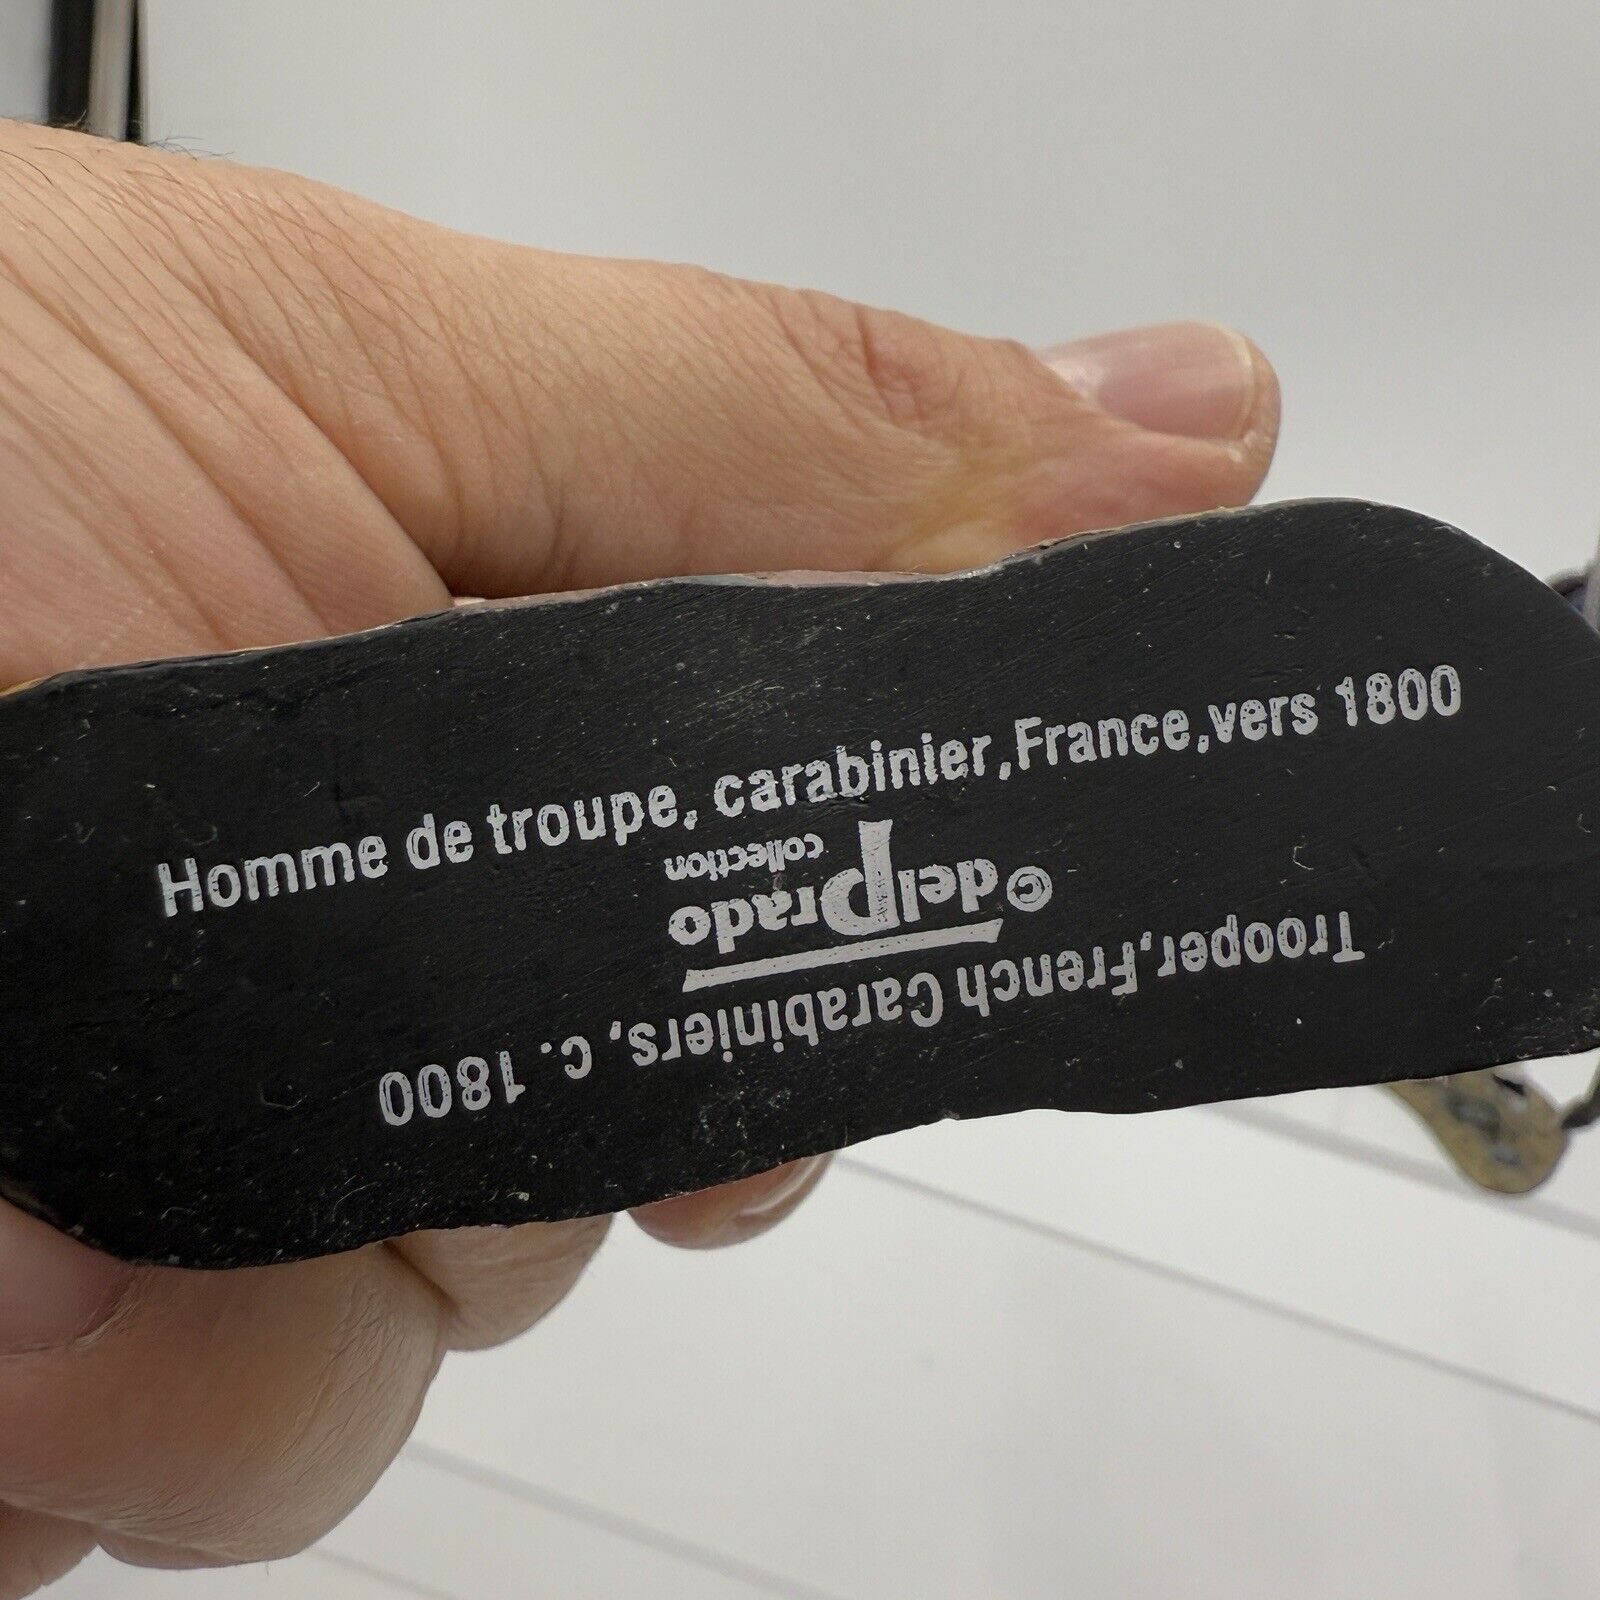 Homme de troupe, carabinier,France,vers 1800
©delPrado
collection
Trooper,French Carabiniers, c. 1800